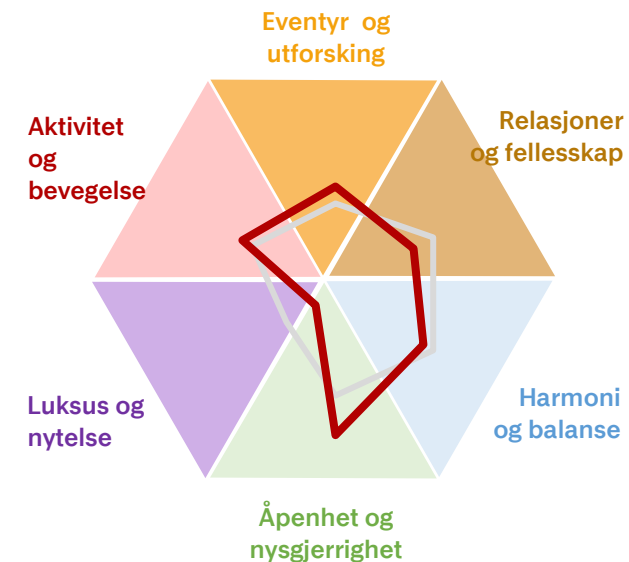 Eventyr og
utforsking
Relasjoner
og fellesskap
Harmoni
og balanse
Åpenhet og
nysgjerrighet
Luksus og
nytelse
Aktivitet
og
bevegelse